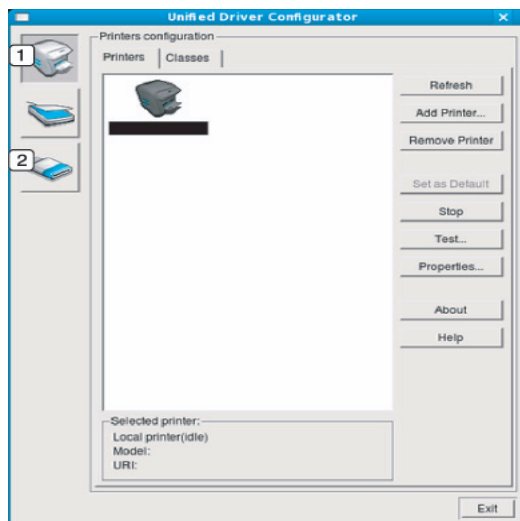 Unified Driver Configurator
1
2
Printers configuration
Printers
Classes
Refresh
Add Printer...
Remove Printer
Set as Default
Stop
Test...
Properties...
About
Help
Selected printer:
Local printer(idle)
Model:
URI:
Exit